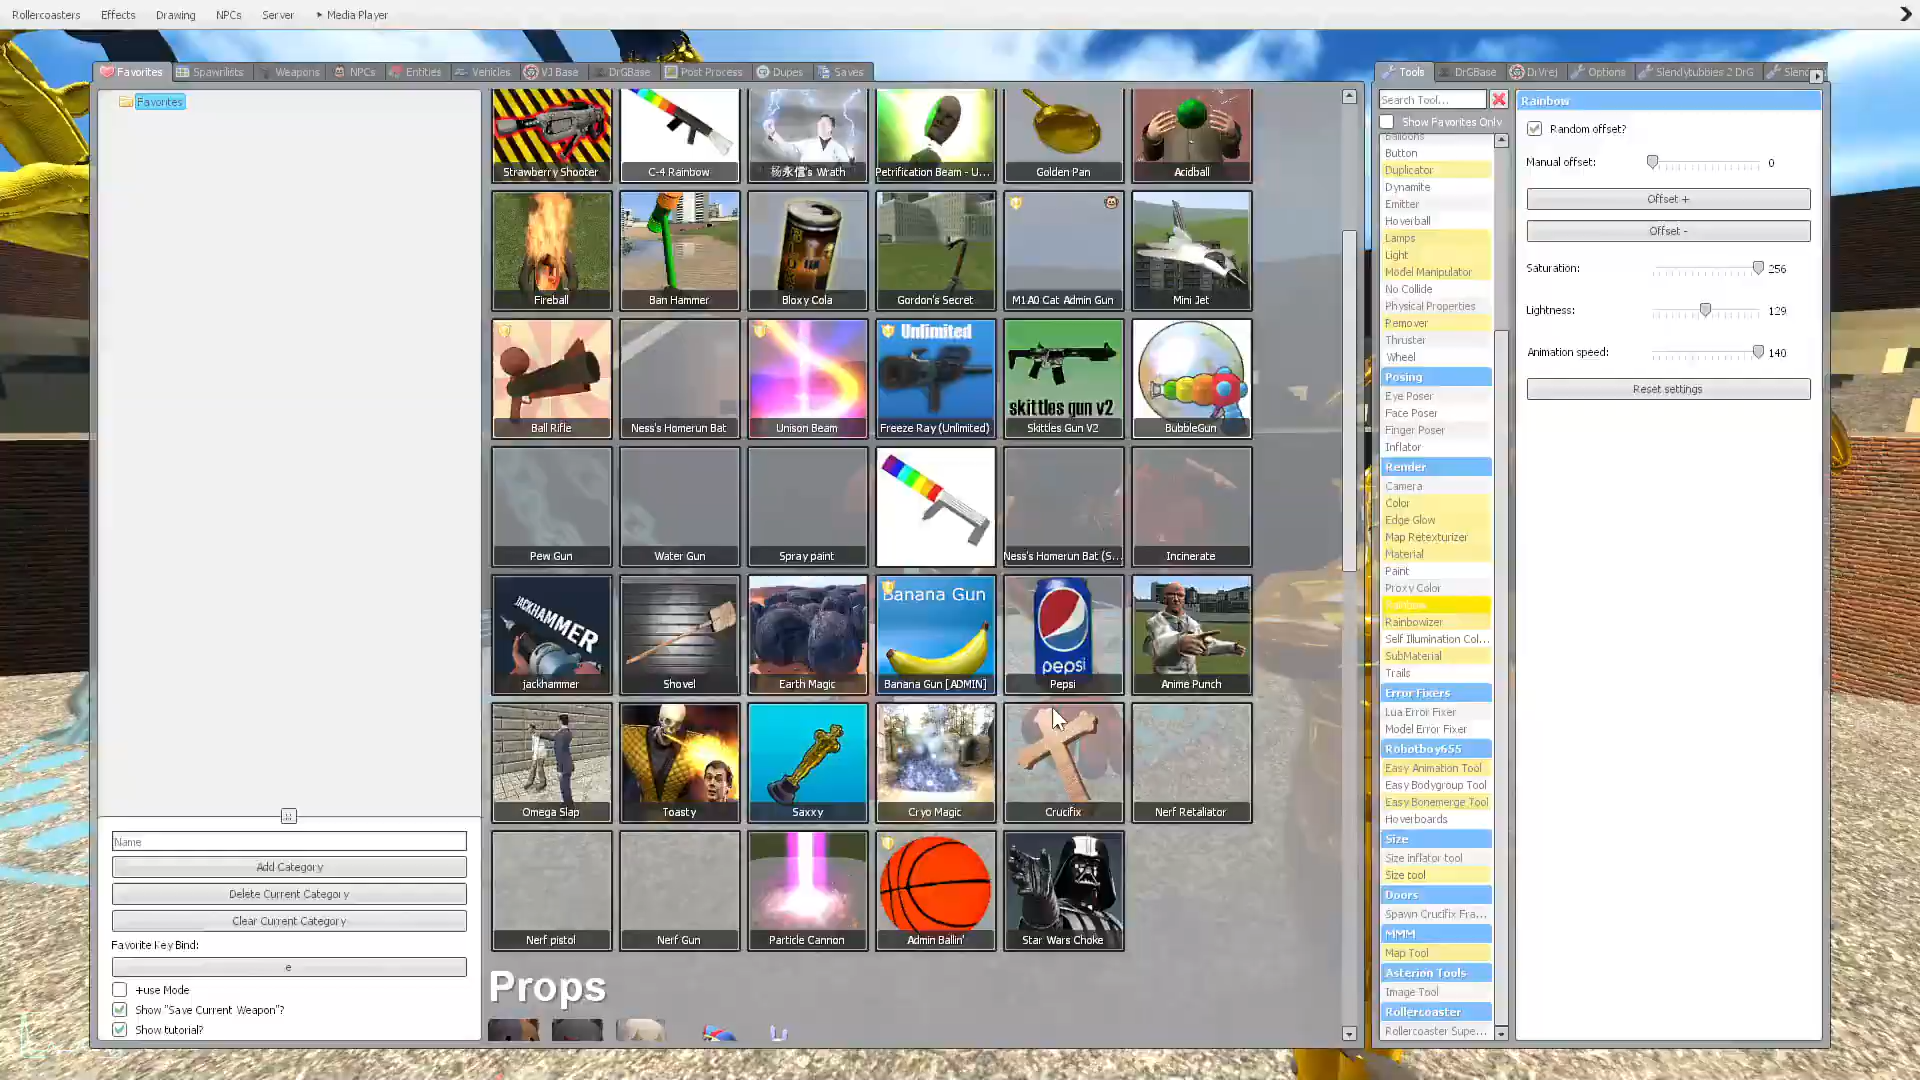 Rollercoasters Effects Drawing NPCs Server Media Player
Favorites Spawnlists Weapons NPCs Entities Vehicles VJ Base DrGBase Post Process Dupes Saves
Favorites
Strawberry Shooter C-4 Rainbow 杨永信's Wrath Petrification Beam - U... Golden Pan Acidball
Fireball Ban Hammer Bloxy Cola Gordon's Secret M1A0 Cat Admin Gun Mini Jet
Unlimited
skittles gun v2
Ball Rifle Ness's Homerun Bat Unison Beam Freeze Ray (Unlimited) Skittles Gun V2 BubbleGun
Pew Gun Water Gun Spray paint Ness's Homerun Bat (S... Incinerate
JACKHAMMER
Banana Gun
pepsi
jackhammer Shovel Earth Magic Banana Gun [ADMIN] Pepsi Anime Punch
Omega Slap Toasty Saxxy Cryo Magic Crucifix Nerf Retaliator
Nerf pistol Nerf Gun Particle Cannon Admin Ballin' Star Wars Choke
Props
Name
Add Category
Delete Current Category
Clear Current Category
Favorite Key Bind:
e
+use Mode
Show "Save Current Weapon"?
Show tutorial?
Tools DrGBase DrVrej Options Slendytubbies 2 DrG
Search Tool...
Show Favorites Only
Balloons
Button
Duplicator
Dynamite
Emitter
Hoverball
Lamps
Light
Model Manipulator
No Collide
Physical Properties
Remover
Thruster
Wheel
Posing
Eye Poser
Face Poser
Finger Poser
Inflator
Render
Camera
Color
Edge Glow
Map Retexturizer
Material
Paint
Proxy Color
Rainbow
Rainbowizer
Self Illumination Col...
SubMaterial
Trails
Error Fixers
Lua Error Fixer
Model Error Fixer
Robotboy655
Easy Animation Tool
Easy Bodygroup Tool
Easy Bonemerge Tool
Hoverboards
Size
Size inflator tool
Size tool
Doors
Spawn Crucifix Fra...
MMM
Map Tool
Asterion Tools
Image Tool
Rollercoaster
Rollercoaster Supe...
Rainbow
Random offset?
Manual offset: 0
Offset +
Offset -
Saturation: 256
Lightness: 129
Animation speed: 140
Reset settings